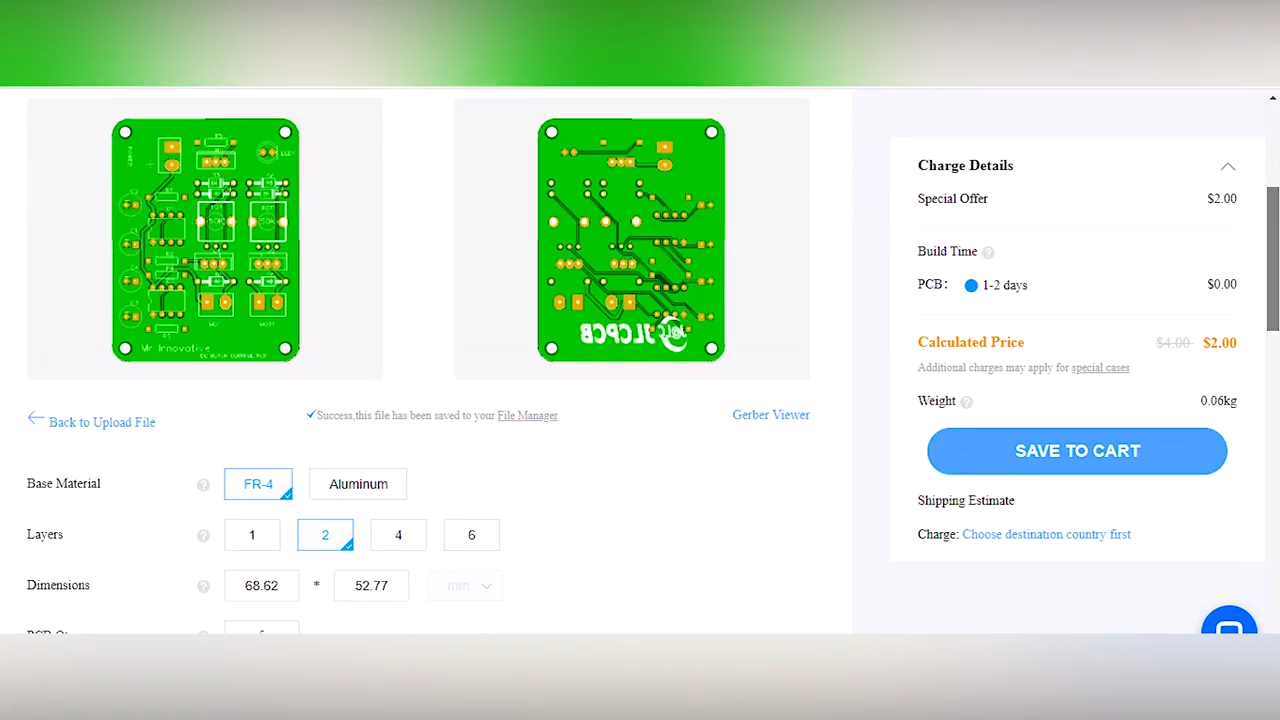 POWER
Mr Innovative
JLCPCB
Back to Upload File
Success,this file has been saved to your File Manager
Gerber Viewer
Base Material
FR-4
Aluminum
Layers
1
2
4
6
Dimensions
68.62 * 52.77 mm
Charge Details
Special Offer $2.00
Build Time
PCB: 1-2 days $0.00
Calculated Price $4.00 $2.00
Additional charges may apply for special cases
Weight 0.06kg
SAVE TO CART
Shipping Estimate
Charge: Choose destination country first